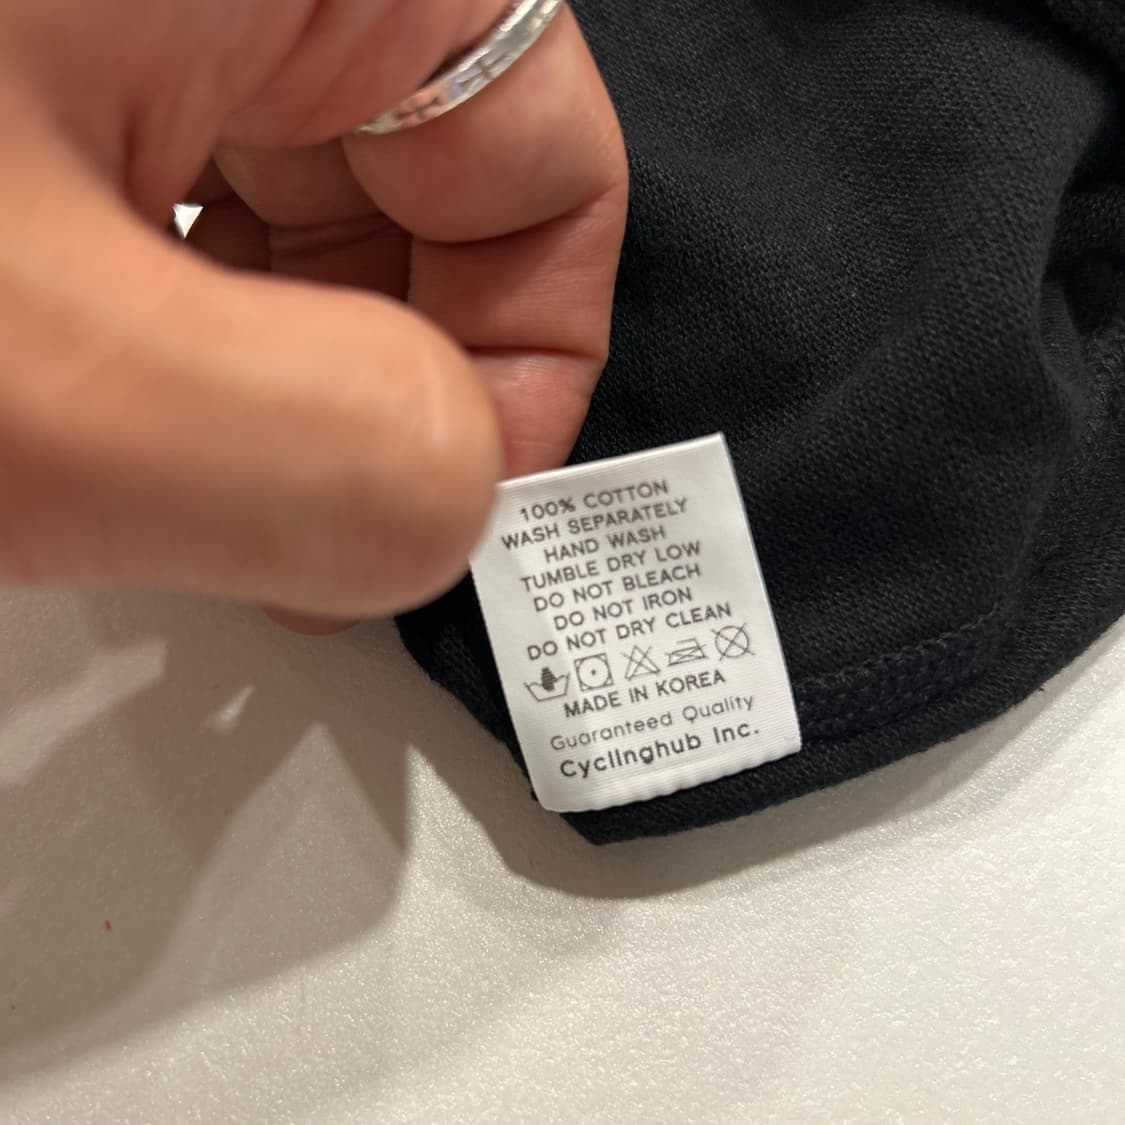 100% COTTON
WASH SEPARATELY
HAND WASH
TUMBLE DRY LOW
DO NOT BLEACH
DO NOT IRON
DO NOT DRY CLEAN
MADE IN KOREA
Guaranteed Quality
Cyclinghub Inc.